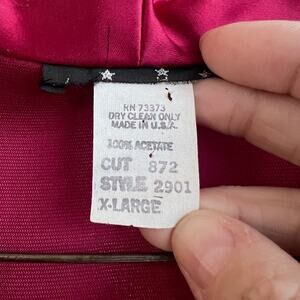 RN 73373
DRY CLEAN ONLY
MADE IN U.S.A.
100% ACETATE
CUT 872
STYLE 2901
X-LARGE